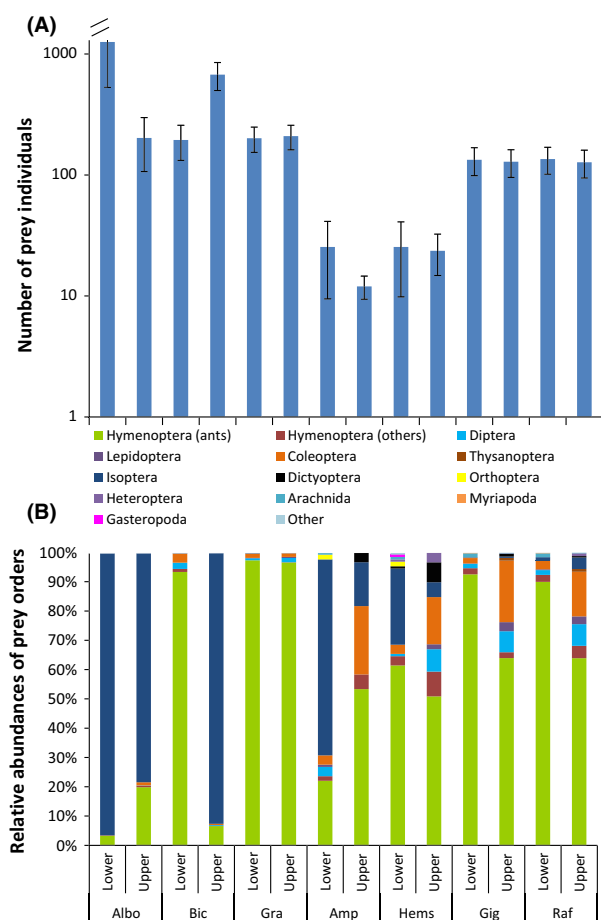 (A)
Number of prey individuals
1000
100
10
1
Hymenoptera (ants)
Hymenoptera (others)
Diptera
Lepidoptera
Coleoptera
Thysanoptera
Isoptera
Dictyoptera
Orthoptera
Heteroptera
Arachnida
Myriapoda
Gasteropoda
Other
(B)
Relative abundances of prey orders
100%
90%
80%
70%
60%
50%
40%
30%
20%
10%
0%
Lower Upper Lower Upper Lower Upper Lower Upper Lower Upper Lower Upper Lower Upper
Albo Bic Gra Amp Hems Gig Raf